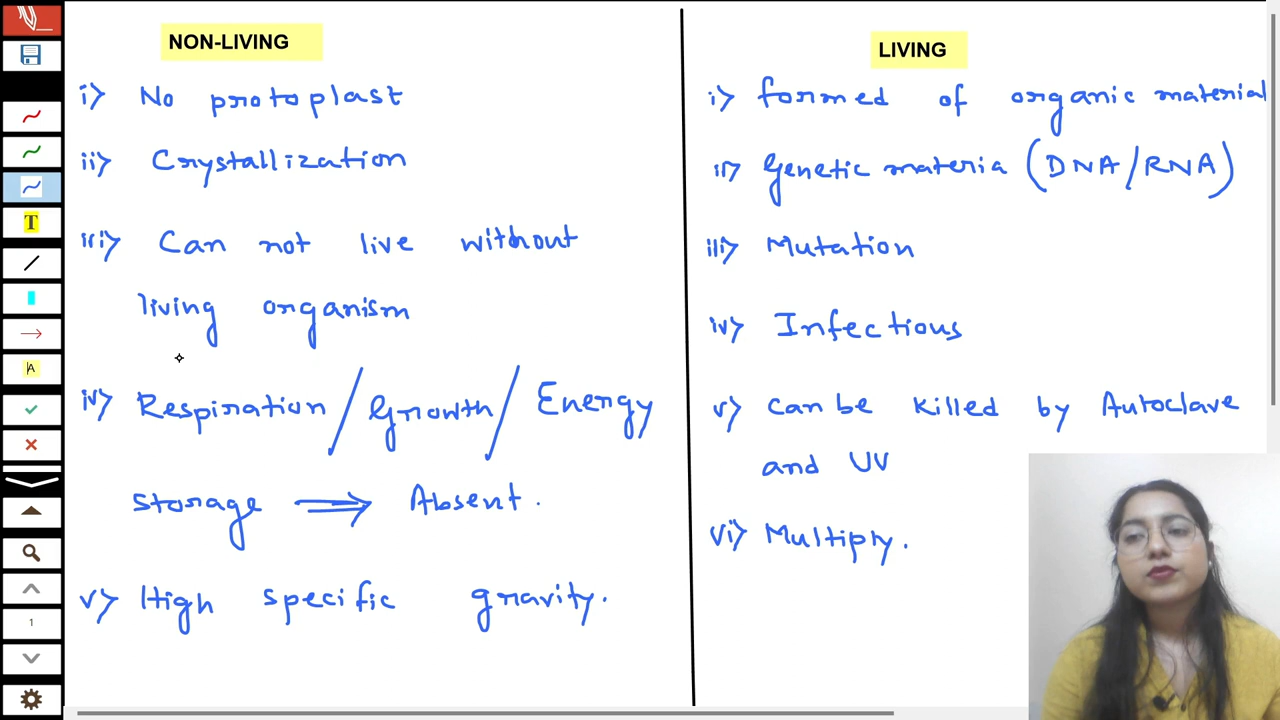 NON-LIVING
i) No protoplast
ii) Crystallization
iii) Can not live without
living organism
iv) Respiration / Growth / Energy
storage ⟹ Absent.
v) High specific gravity.
LIVING
i) formed of organic material
ii) Genetic materia (DNA/RNA)
iii) Mutation
iv) Infectious
v) can be killed by Autoclave
and UV
vi) Multiply.
T
A
1